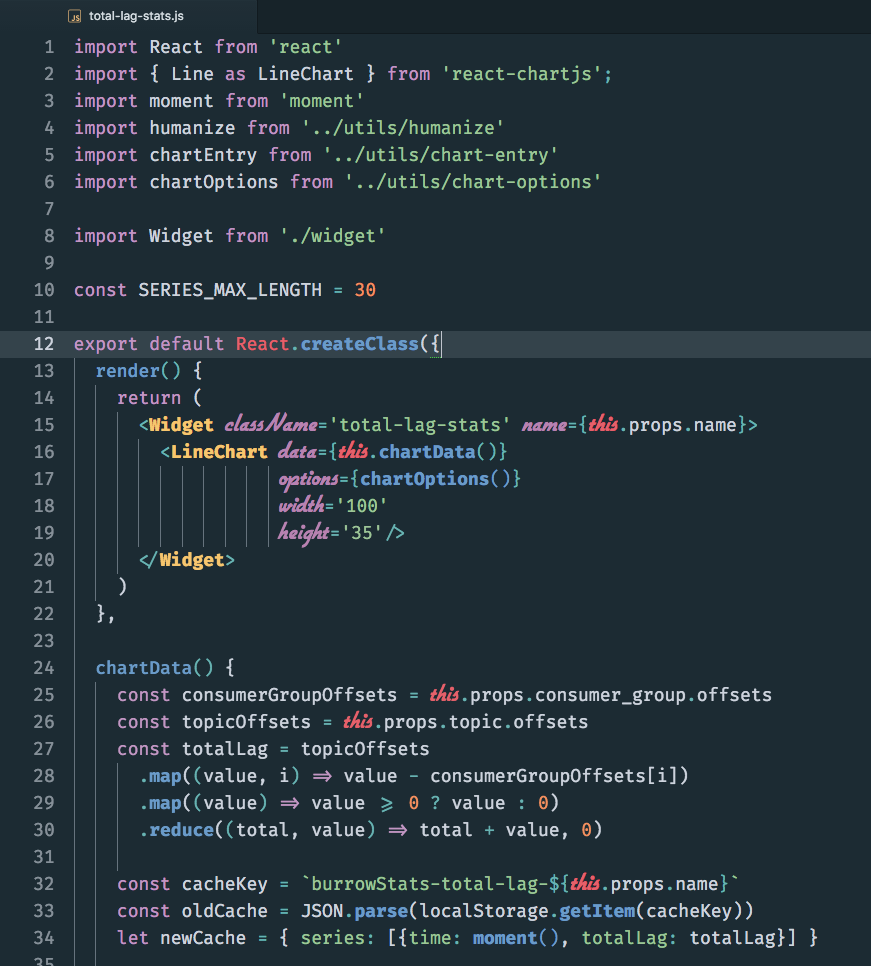 JS total-lag-stats.js
1 import React from 'react'
2 import { Line as LineChart } from 'react-chartjs';
3 import moment from 'moment'
4 import humanize from '../utils/humanize'
5 import chartEntry from '../utils/chart-entry'
6 import chartOptions from '../utils/chart-options'
7
8 import Widget from './widget'
9
10 const SERIES_MAX_LENGTH = 30
11
12 export default React.createClass({
13   render() {
14     return (
15       <Widget className='total-lag-stats' name={this.props.name}>
16         <LineChart data={this.chartData()}
17                    options={chartOptions()}
18                    width='100'
19                    height='35'/>
20       </Widget>
21     )
22   },
23
24   chartData() {
25     const consumerGroupOffsets = this.props.consumer_group.offsets
26     const topicOffsets = this.props.topic.offsets
27     const totalLag = topicOffsets
28       .map((value, i) => value - consumerGroupOffsets[i])
29       .map((value) => value >= 0 ? value : 0)
30       .reduce((total, value) => total + value, 0)
31
32     const cacheKey = `burrowStats-total-lag-${this.props.name}`
33     const oldCache = JSON.parse(localStorage.getItem(cacheKey))
34     let newCache = { series: [{time: moment(), totalLag: totalLag}] }
35